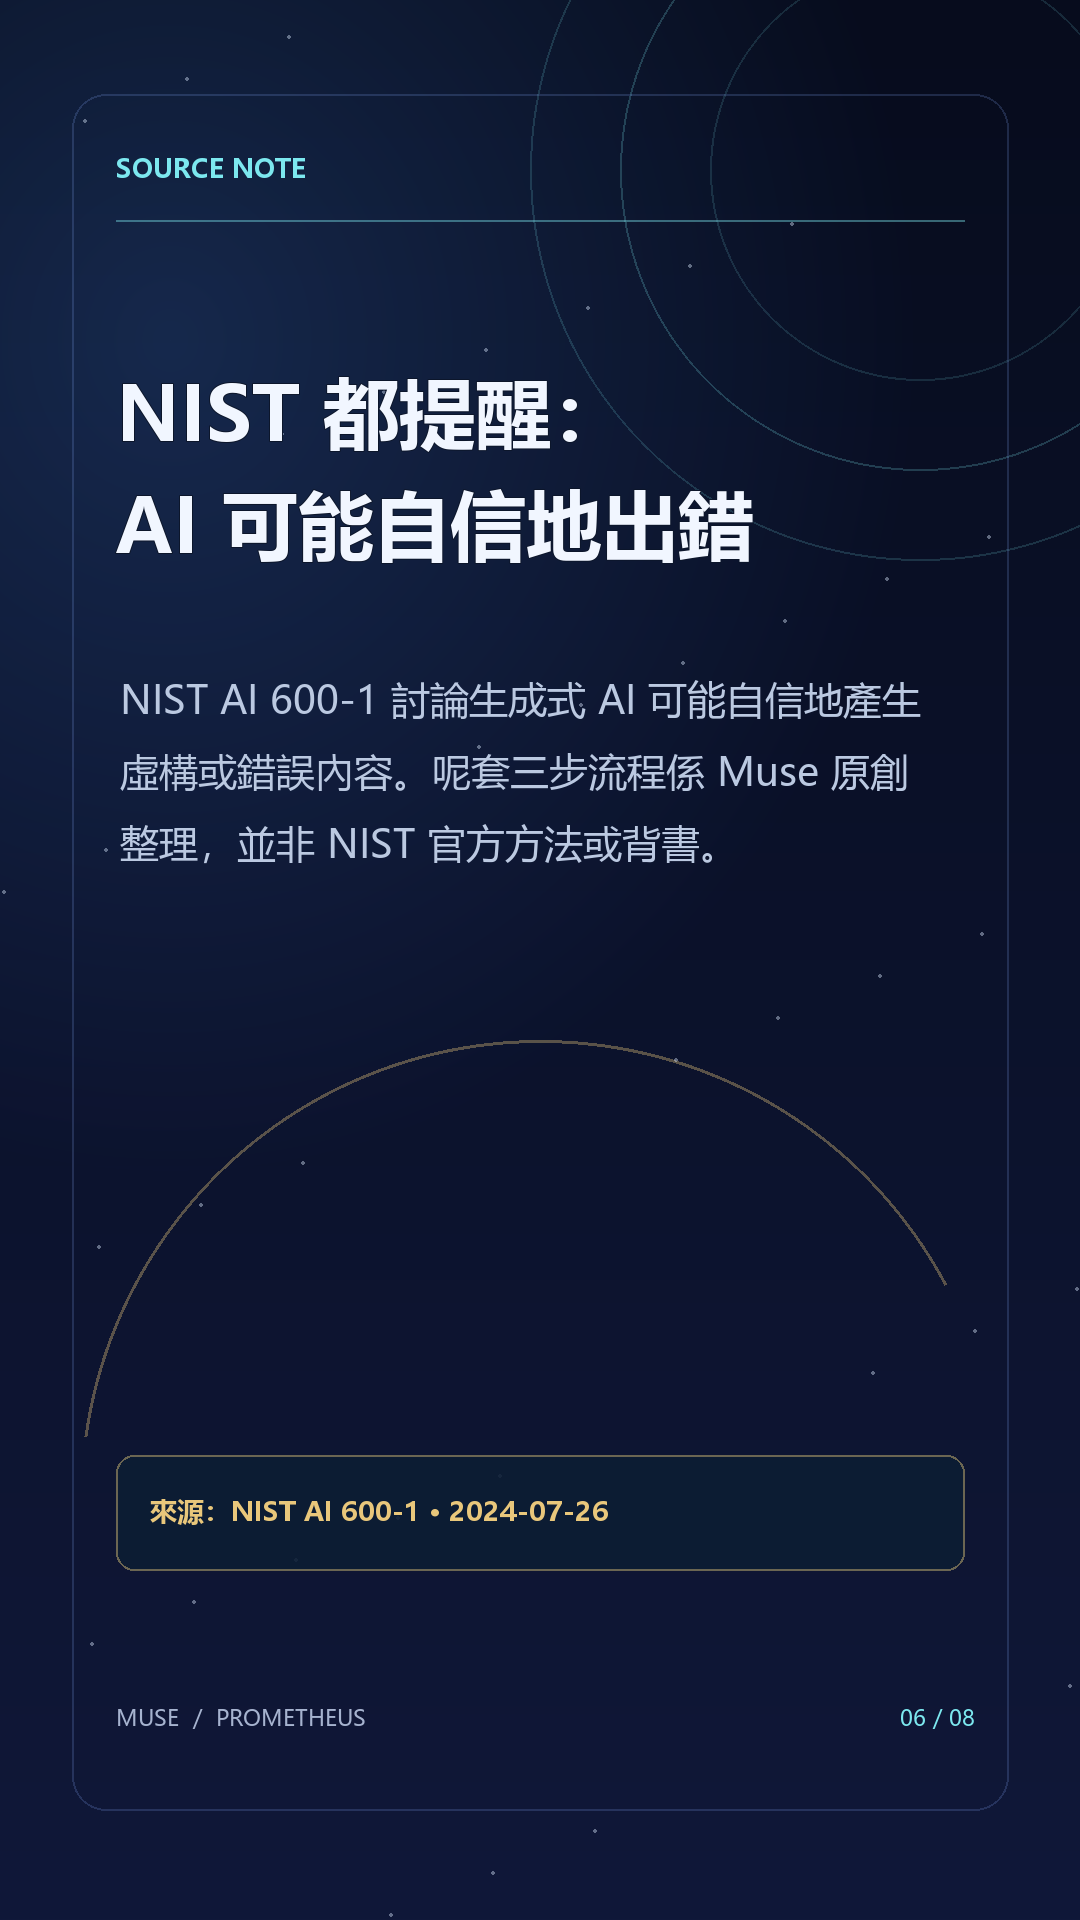 SOURCE NOTE
NIST 都提醒：
AI 可能自信地出錯
NIST AI 600-1 討論生成式 AI 可能自信地產生
虛構或錯誤內容。呢套三步流程係 Muse 原創
整理，並非 NIST 官方方法或背書。
來源：NIST AI 600-1 • 2024-07-26
MUSE / PROMETHEUS
06 / 08